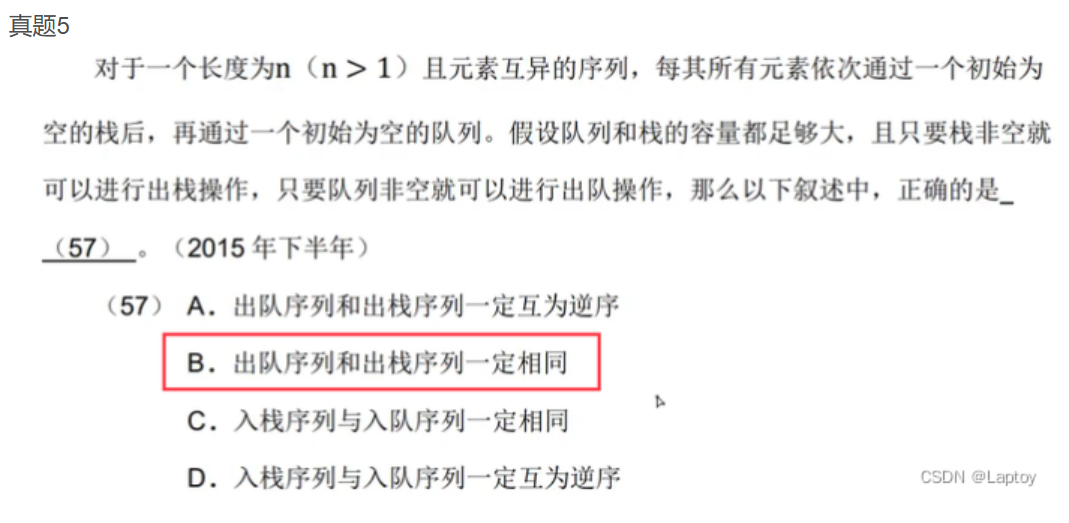 真题5
对于一个长度为n（n > 1）且元素互异的序列，每其所有元素依次通过一个初始为
空的栈后，再通过一个初始为空的队列。假设队列和栈的容量都足够大，且只要栈非空就
可以进行出栈操作，只要队列非空就可以进行出队操作，那么以下叙述中，正确的是_
（57）。（2015 年下半年）
（57） A．出队序列和出栈序列一定互为逆序
B．出队序列和出栈序列一定相同
C．入栈序列与入队序列一定相同
D．入栈序列与入队序列一定互为逆序
CSDN @Laptoy